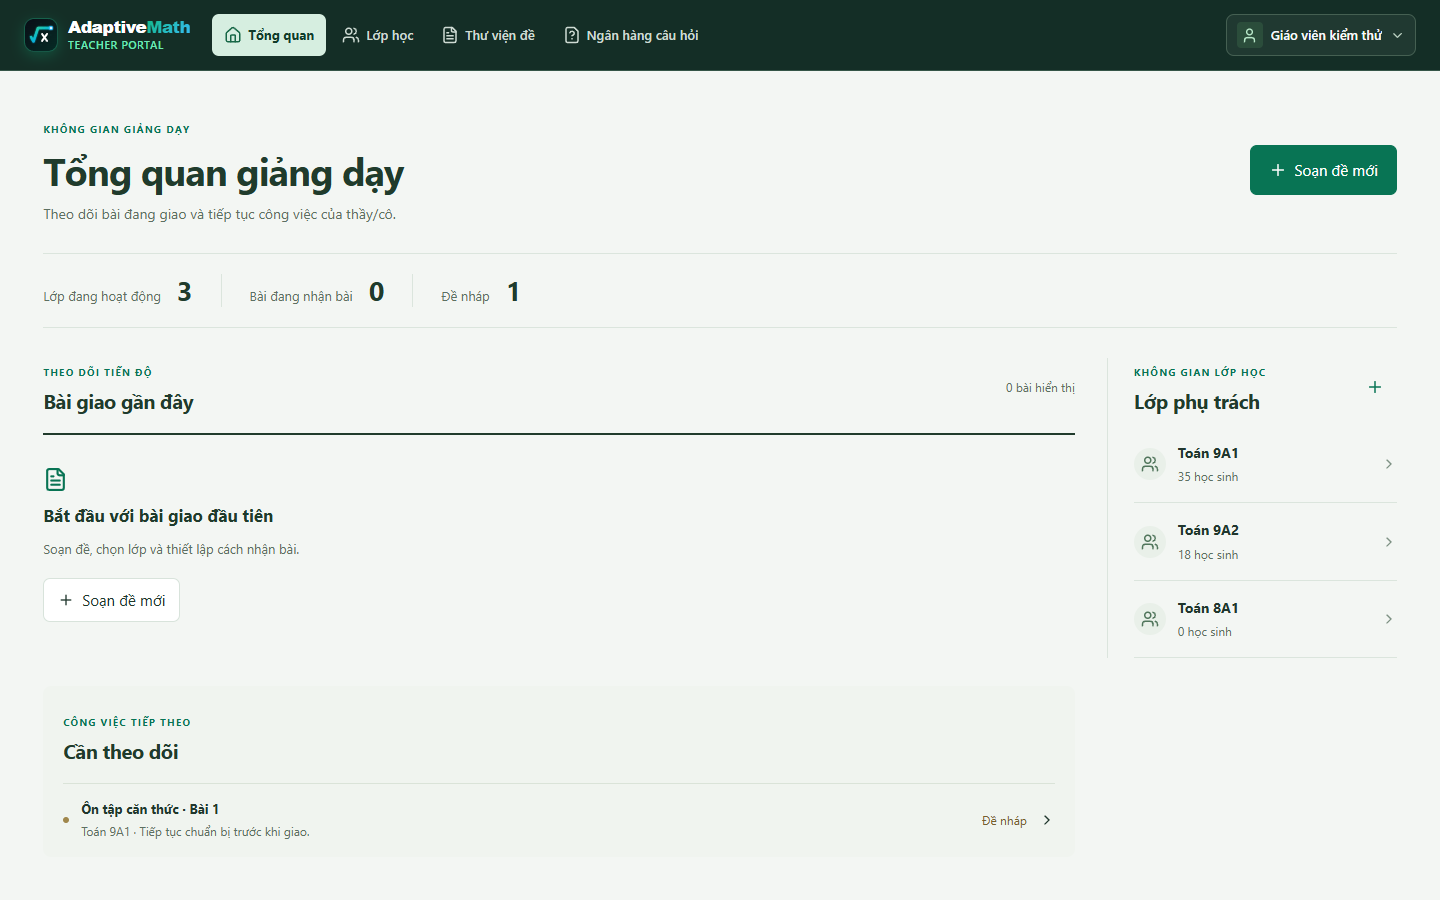 AdaptiveMath
TEACHER PORTAL
Tổng quan
Lớp học
Thư viện đề
Ngân hàng câu hỏi
Giáo viên kiểm thử
KHÔNG GIAN GIẢNG DẠY
Tổng quan giảng dạy
Theo dõi bài đang giao và tiếp tục công việc của thầy/cô.
+ Soạn đề mới
Lớp đang hoạt động 3
Bài đang nhận bài 0
Đề nháp 1
THEO DÕI TIẾN ĐỘ
Bài giao gần đây
0 bài hiển thị
Bắt đầu với bài giao đầu tiên
Soạn đề, chọn lớp và thiết lập cách nhận bài.
+ Soạn đề mới
KHÔNG GIAN LỚP HỌC
Lớp phụ trách
+
Toán 9A1
35 học sinh
Toán 9A2
18 học sinh
Toán 8A1
0 học sinh
CÔNG VIỆC TIẾP THEO
Cần theo dõi
Ôn tập căn thức · Bài 1
Toán 9A1 · Tiếp tục chuẩn bị trước khi giao.
Đề nháp